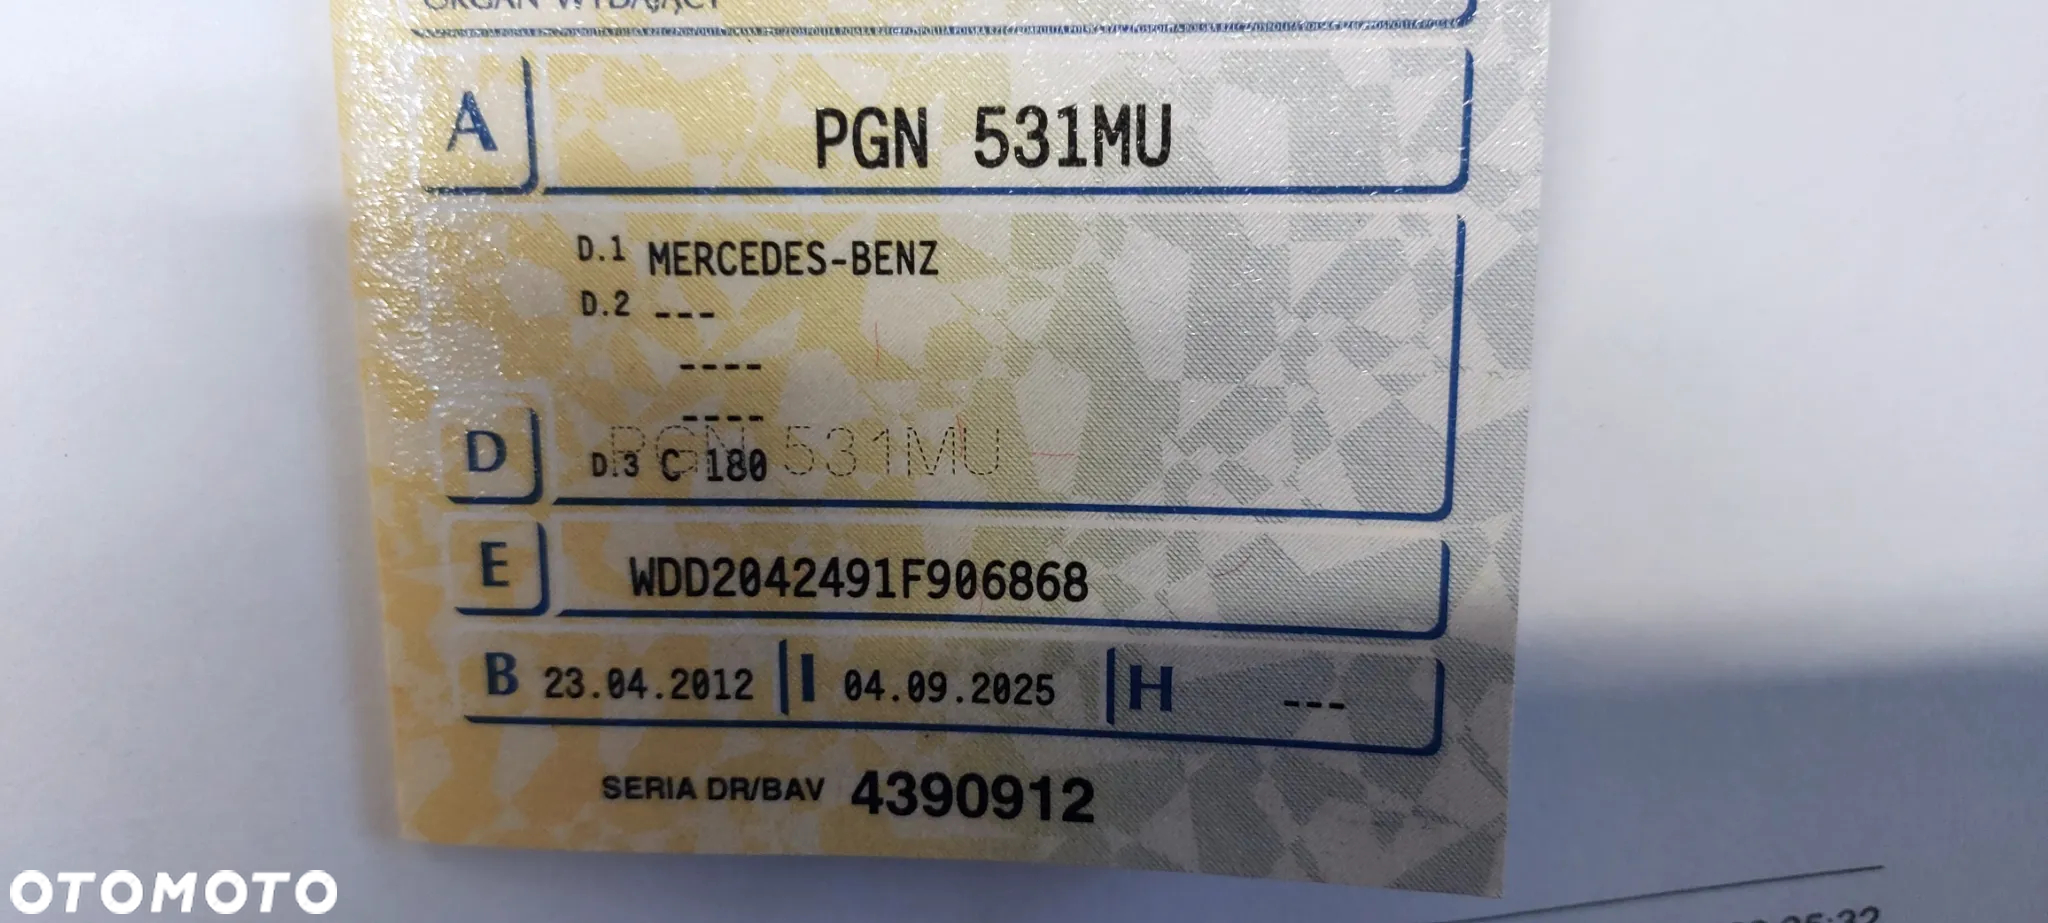 ORGAN WYDAJĄCY
A PGN 531MU
D.1 MERCEDES-BENZ
D.2 ---
----
----
PGN 531MU
D D.3 C 180
E WDD2042491F906868
B 23.04.2012 I 04.09.2025 H ---
SERIA DR/BAV 4390912
OTOMOTO